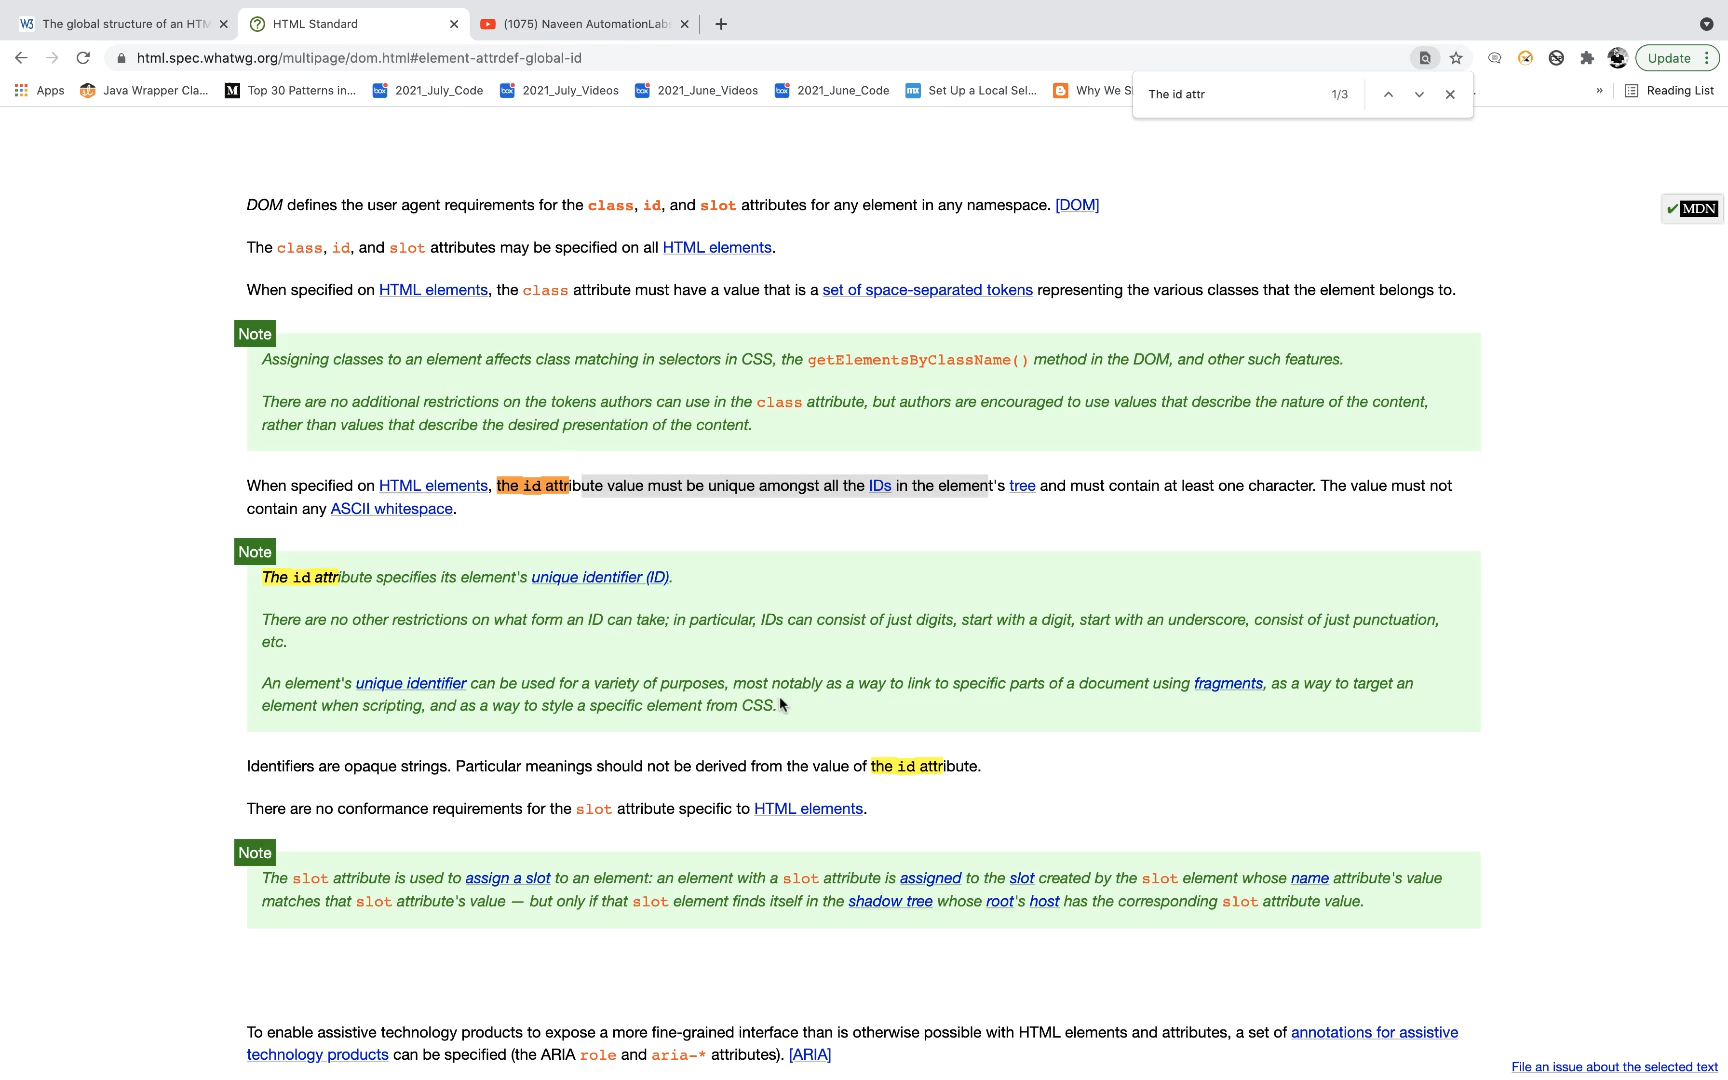 The global structure of an HTM
HTML Standard
(1075) Naveen AutomationLabs
html.spec.whatwg.org/multipage/dom.html#element-attrdef-global-id
Update
Apps
Java Wrapper Cla...
Top 30 Patterns in...
2021_July_Code
2021_July_Videos
2021_June_Videos
2021_June_Code
Set Up a Local Sel...
Why We S
Reading List
The id attr
1/3
DOM defines the user agent requirements for the class, id, and slot attributes for any element in any namespace. [DOM]
MDN
The class, id, and slot attributes may be specified on all HTML elements.
When specified on HTML elements, the class attribute must have a value that is a set of space-separated tokens representing the various classes that the element belongs to.
Note
Assigning classes to an element affects class matching in selectors in CSS, the getElementsByClassName() method in the DOM, and other such features.
There are no additional restrictions on the tokens authors can use in the class attribute, but authors are encouraged to use values that describe the nature of the content,
rather than values that describe the desired presentation of the content.
When specified on HTML elements, the id attribute value must be unique amongst all the IDs in the element's tree and must contain at least one character. The value must not
contain any ASCII whitespace.
Note
The id attribute specifies its element's unique identifier (ID).
There are no other restrictions on what form an ID can take; in particular, IDs can consist of just digits, start with a digit, start with an underscore, consist of just punctuation,
etc.
An element's unique identifier can be used for a variety of purposes, most notably as a way to link to specific parts of a document using fragments, as a way to target an
element when scripting, and as a way to style a specific element from CSS.
Identifiers are opaque strings. Particular meanings should not be derived from the value of the id attribute.
There are no conformance requirements for the slot attribute specific to HTML elements.
Note
The slot attribute is used to assign a slot to an element: an element with a slot attribute is assigned to the slot created by the slot element whose name attribute's value
matches that slot attribute's value — but only if that slot element finds itself in the shadow tree whose root's host has the corresponding slot attribute value.
To enable assistive technology products to expose a more fine-grained interface than is otherwise possible with HTML elements and attributes, a set of annotations for assistive
technology products can be specified (the ARIA role and aria-* attributes). [ARIA]
File an issue about the selected text